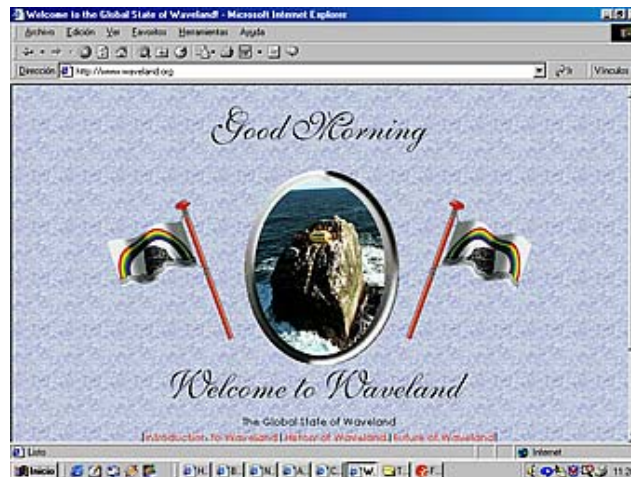 Welcome to the Global State of Waveland! - Microsoft Internet Explorer
Archivo Edición Ver Favoritos Herramientas Ayuda
Dirección http://www.waveland.org Vínculos
Good Morning
Welcome to Waveland
The Global State of Waveland
|Introduction to Waveland|History of Waveland|Future of Waveland|
Listo Internet
Inicio H. B. N. A. C. W. T. F. 11:2